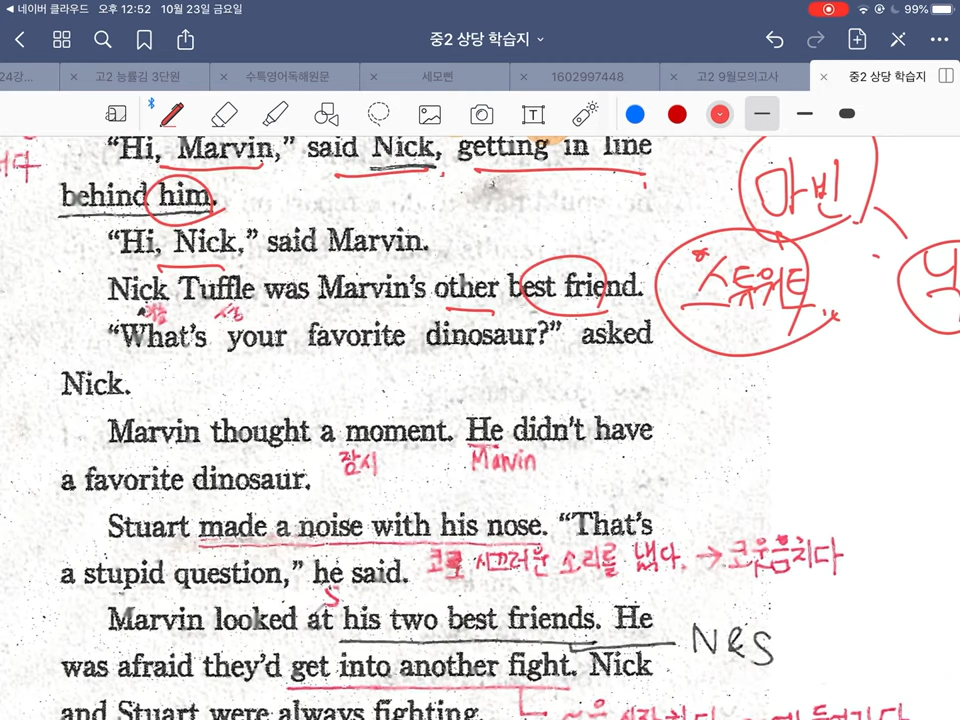 네이버 클라우드 오후 12:52 10월 23일 금요일 99%
중2 상당 학습지
24강... 고2 능률김 3단원 수특영어독해원문 세모삔 1602997448 고2 9월모의고사 중2 상당 학습지
"Hi, Marvin," said Nick, getting in line
behind him.
마빈
"Hi, Nick," said Marvin.
스튜워트 닉
Nick Tuffle was Marvin's other best friend.
"What's your favorite dinosaur?" asked
Nick.
Marvin thought a moment. He didn't have
잠시 Marvin
a favorite dinosaur.
Stuart made a noise with his nose. "That's
코로 시끄러운 소리를 냈다. → 코웃음치다
a stupid question," he said.
S
Marvin looked at his two best friends. He
N&S
was afraid they'd get into another fight. Nick
and Stuart were always fighting.